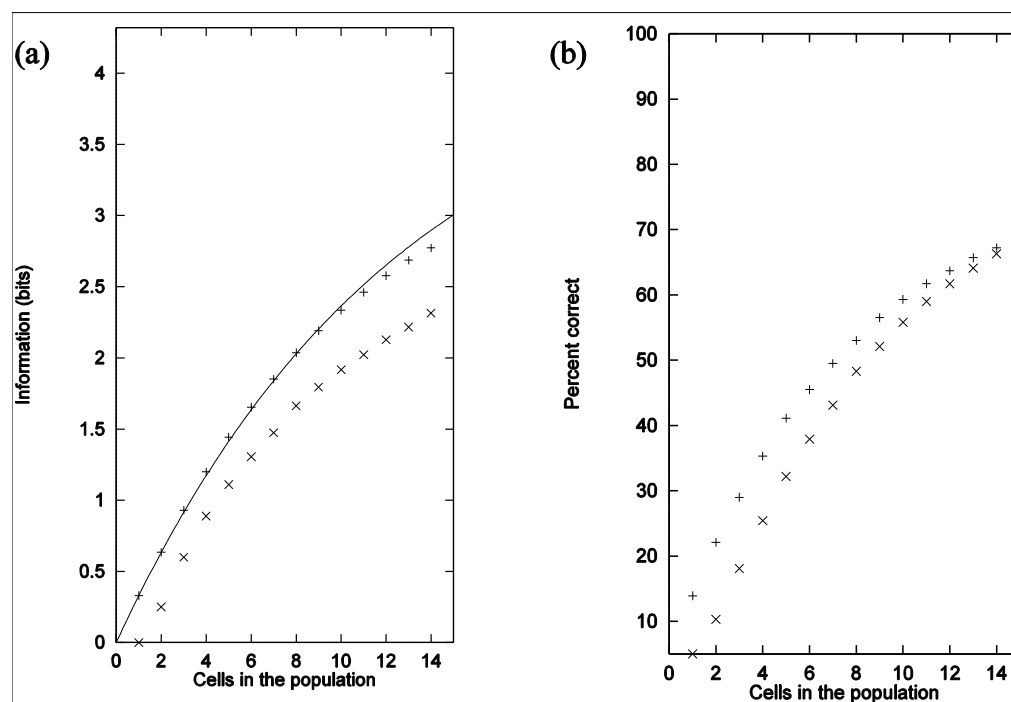 (a)
4
3.5
3
2.5
2
1.5
1
0.5
0
0 2 4 6 8 10 12 14
Information (bits)
Cells in the population
(b)
100
90
80
70
60
50
40
30
20
10
0 2 4 6 8 10 12 14
Percent correct
Cells in the population